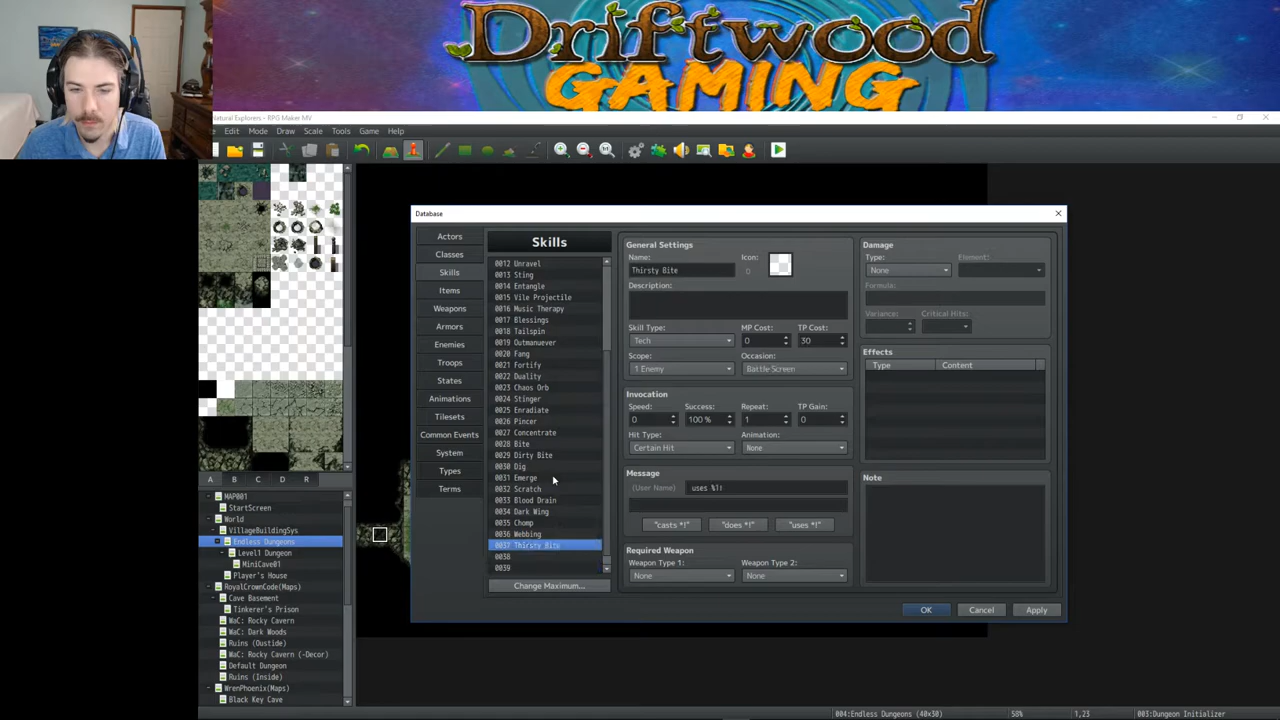 Driftwood
GAMING
Natural Explorers - RPG Maker MV
Edit Mode Draw Scale Tools Game Help
Database
Actors
Classes
Skills
Items
Weapons
Armors
Enemies
Troops
States
Animations
Tilesets
Common Events
System
Types
Terms
Skills
0012 Unravel
0013 Sting
0014 Entangle
0015 Vile Projectile
0016 Music Therapy
0017 Blessings
0018 Tailspin
0019 Outmanuever
0020 Fang
0021 Fortify
0022 Duality
0023 Chaos Orb
0024 Stinger
0025 Enradiate
0026 Pincer
0027 Concentrate
0028 Bite
0029 Dirty Bite
0030 Dig
0031 Emerge
0032 Scratch
0033 Blood Drain
0034 Dark Wing
0035 Chomp
0036 Webbing
0037 Thirsty Bite
0038
0039
Change Maximum...
General Settings
Name: Icon:
Thirsty Bite 0
Description:
Skill Type: MP Cost: TP Cost:
Tech 0 30
Scope: Occasion:
1 Enemy Battle Screen
Invocation
Speed: Success: Repeat: TP Gain:
0 100 % 1 0
Hit Type: Animation:
Certain Hit None
Message
(User Name) uses %1!
"casts *!" "does *!" "uses *!"
Required Weapon
Weapon Type 1: Weapon Type 2:
None None
Damage
Type: Element:
None
Formula:
Variance: Critical Hits:
Effects
Type Content
Note
OK Cancel Apply
A B C D R
MAP001
StartScreen
World
VillageBuildingSys
Endless Dungeons
Level1 Dungeon
MiniCave01
Player's House
RoyalCrownCode(Maps)
Cave Basement
Tinkerer's Prison
WaC: Rocky Cavern
WaC: Dark Woods
Ruins (Oustide)
WaC: Rocky Cavern (-Decor)
Default Dungeon
Ruins (Inside)
WrenPhoenix(Maps)
Black Key Cave
004:Endless Dungeons (40×30) 58% 1,23 003:Dungeon Initializer